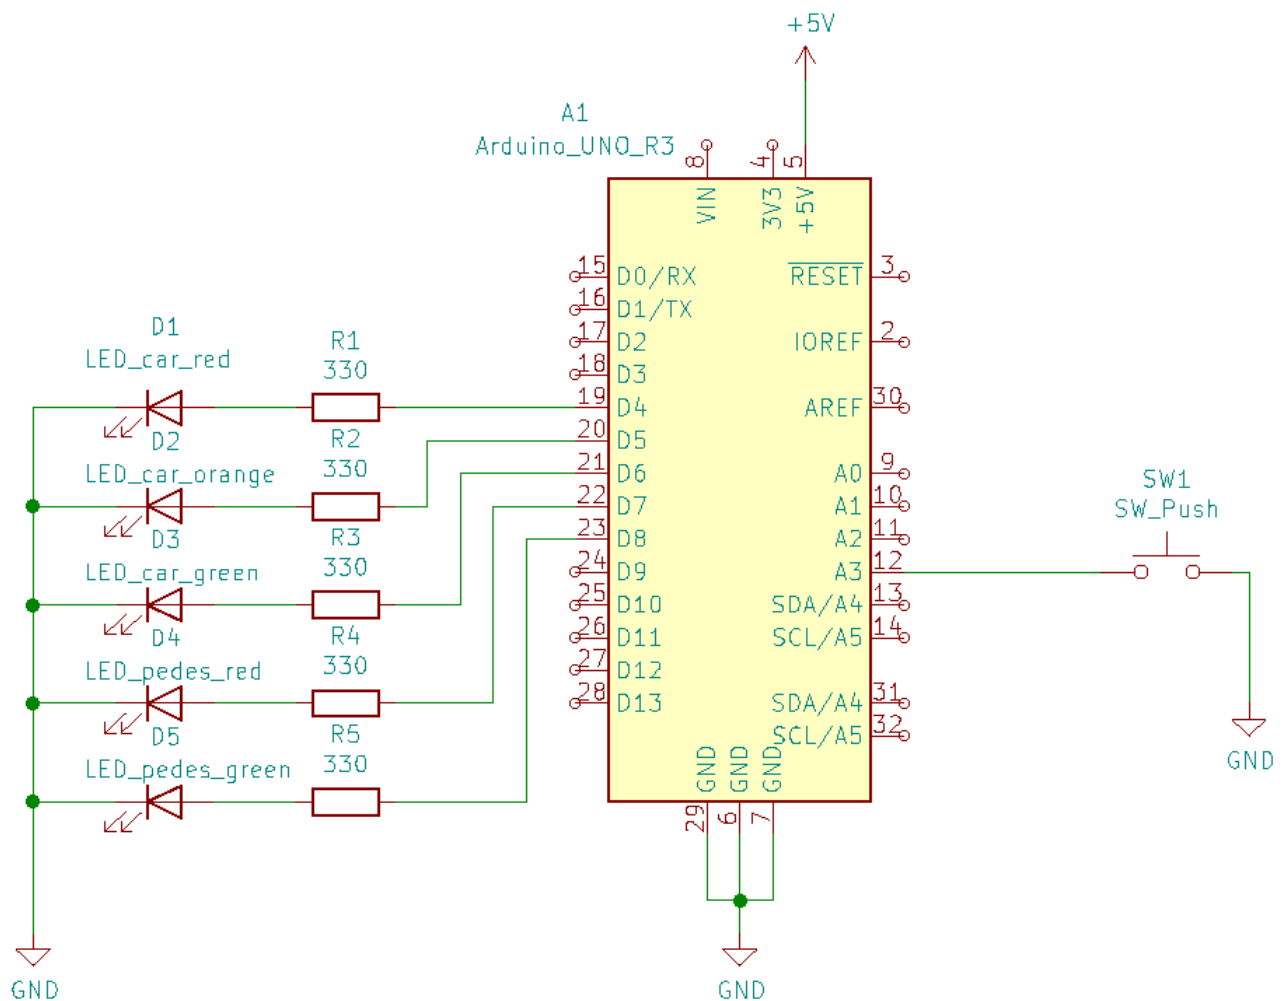 +5V
A1
Arduino_UNO_R3
8
4
5
VIN
3V3
+5V
15
D0/RX
RESET
3
16
D1/TX
17
D2
IOREF
2
18
D3
19
D4
AREF
30
20
D5
21
D6
A0
9
22
D7
A1
10
23
D8
A2
11
24
D9
A3
12
25
D10
SDA/A4
13
26
D11
SCL/A5
14
27
D12
28
D13
SDA/A4
31
SCL/A5
32
GND
GND
GND
29
6
7
GND
D1
LED_car_red
R1
330
D2
LED_car_orange
R2
330
D3
LED_car_green
R3
330
D4
LED_pedes_red
R4
330
D5
LED_pedes_green
R5
330
GND
SW1
SW_Push
GND